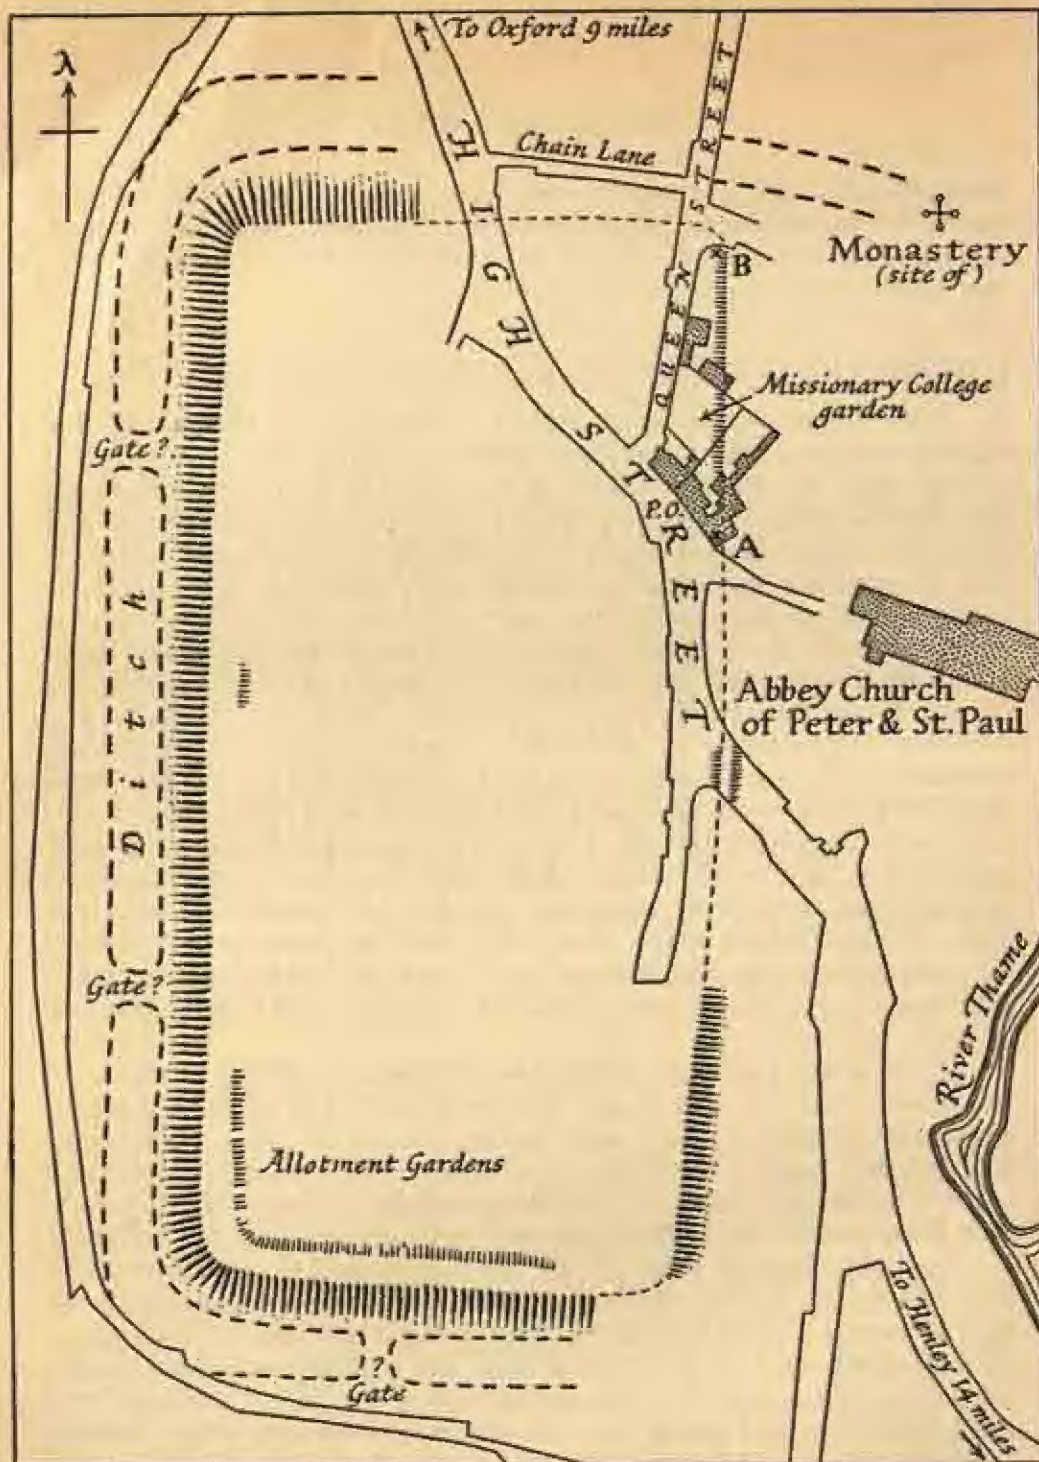 To Oxford 9 miles
λ
HIGH STREET
Chain Lane
QUEEN STREET
Monastery
(site of)
B
Missionary College
garden
Gate ?
P.O.
A
Ditch
Abbey Church
of Peter & St. Paul
Gate ?
River Thame
Allotment Gardens
To Henley 14 miles
?
Gate